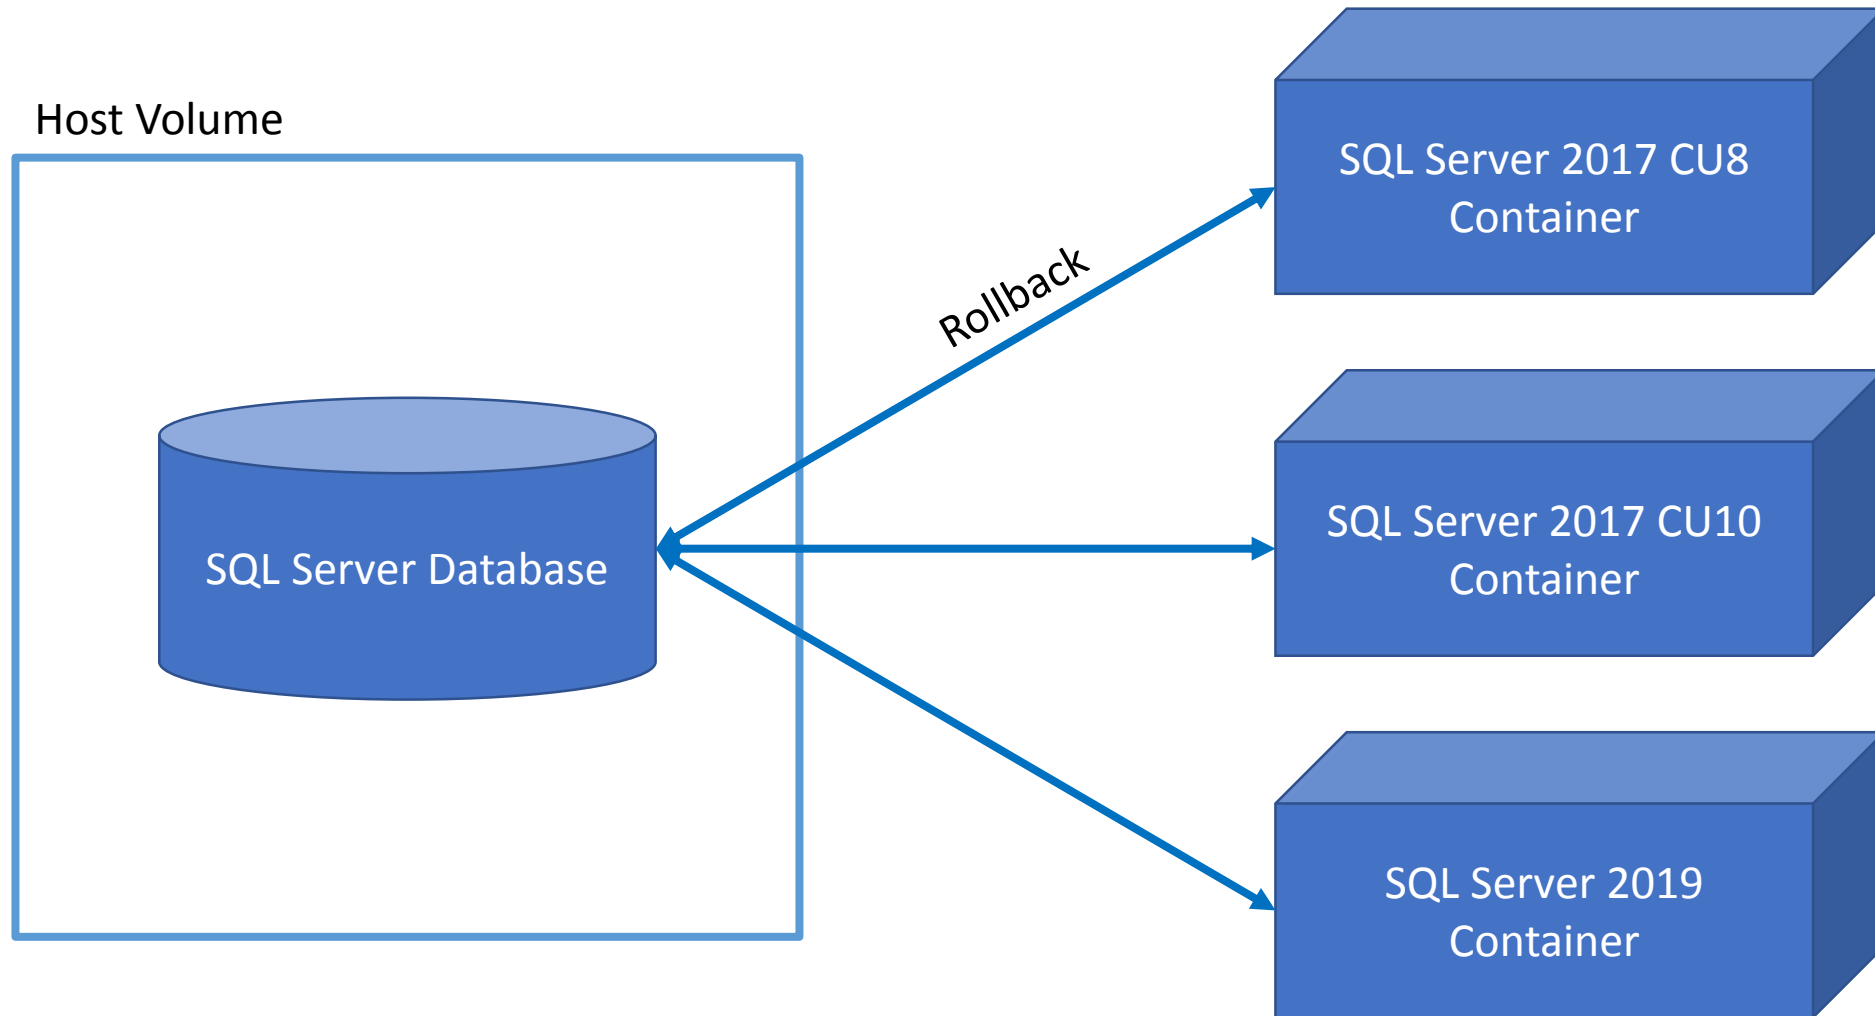 Host Volume
SQL Server Database
Rollback
SQL Server 2017 CU8
Container
SQL Server 2017 CU10
Container
SQL Server 2019
Container